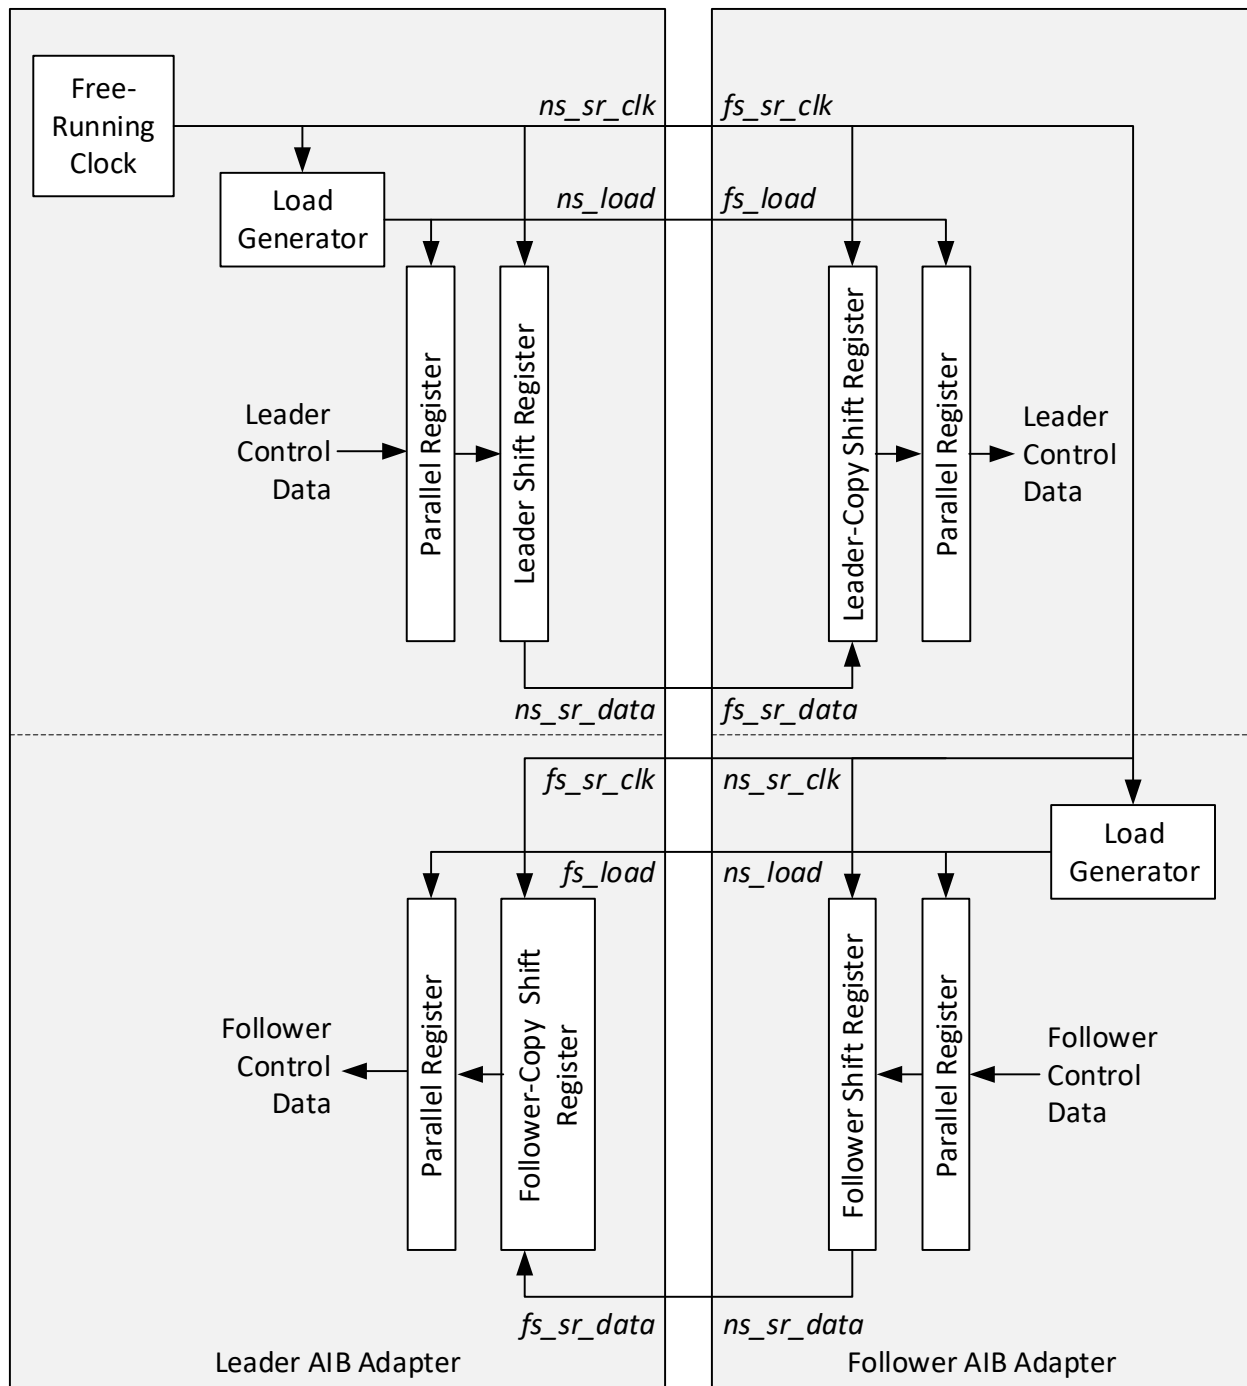 Free-
Running
Clock
ns_sr_clk
fs_sr_clk
Load
Generator
ns_load
fs_load
Parallel Register
Leader Shift Register
Leader-Copy Shift Register
Parallel Register
Leader
Control
Data
Leader
Control
Data
ns_sr_data
fs_sr_data
fs_sr_clk
ns_sr_clk
Load
Generator
fs_load
ns_load
Parallel Register
Follower-Copy Shift
Register
Follower Shift Register
Parallel Register
Follower
Control
Data
Follower
Control
Data
fs_sr_data
ns_sr_data
Leader AIB Adapter
Follower AIB Adapter